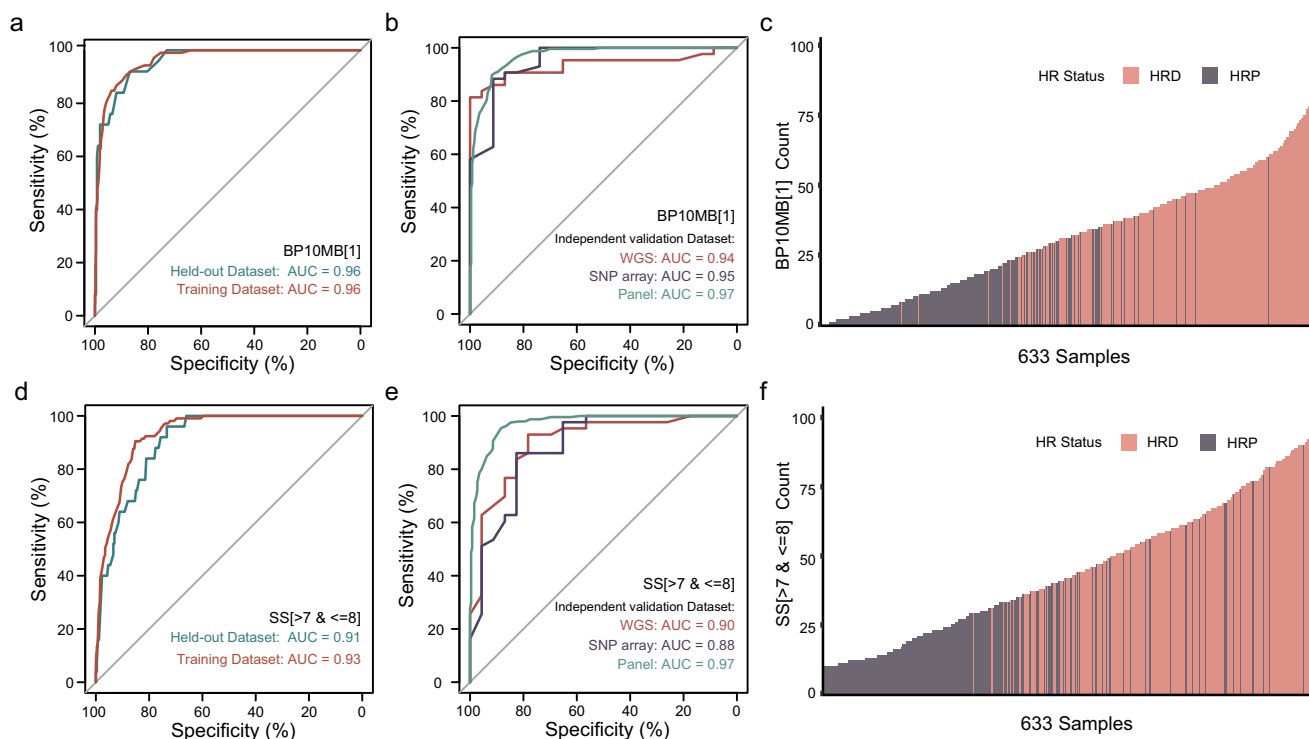 a
100
80
60
40
20
0
Sensitivity (%)
BP10MB[1]
Held-out Dataset: AUC = 0.96
Training Dataset: AUC = 0.96
100 80 60 40 20 0
Specificity (%)
b
100
80
60
40
20
0
Sensitivity (%)
BP10MB[1]
Independent validation Dataset:
WGS: AUC = 0.94
SNP array: AUC = 0.95
Panel: AUC = 0.97
100 80 60 40 20 0
Specificity (%)
c
100
75
50
25
0
BP10MB[1] Count
HR Status HRD HRP
633 Samples
d
100
80
60
40
20
0
Sensitivity (%)
SS[>7 & <=8]
Held-out Dataset: AUC = 0.91
Training Dataset: AUC = 0.93
100 80 60 40 20 0
Specificity (%)
e
100
80
60
40
20
0
Sensitivity (%)
SS[>7 & <=8]
Independent validation Dataset:
WGS: AUC = 0.90
SNP array: AUC = 0.88
Panel: AUC = 0.97
100 80 60 40 20 0
Specificity (%)
f
100
75
50
25
0
SS[>7 & <=8] Count
HR Status HRD HRP
633 Samples